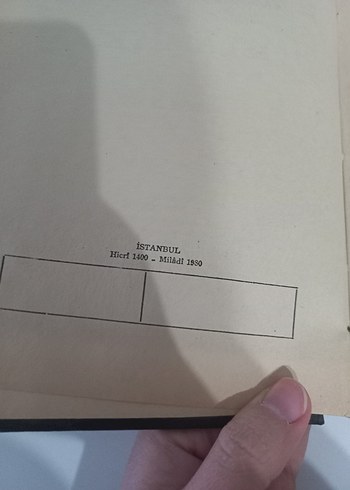 İSTANBUL
Hicrî 1400 - Milâdî 1980